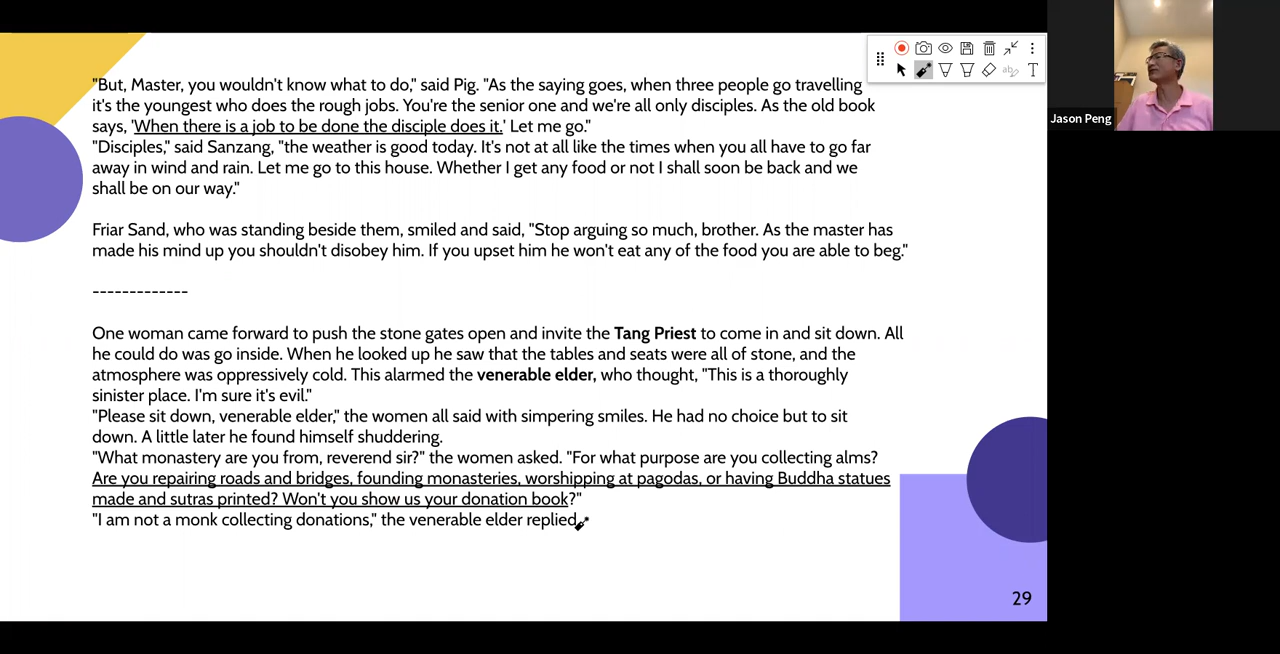 "But, Master, you wouldn't know what to do," said Pig. "As the saying goes, when three people go travelling
it's the youngest who does the rough jobs. You're the senior one and we're all only disciples. As the old book
says, 'When there is a job to be done the disciple does it.' Let me go."
"Disciples," said Sanzang, "the weather is good today. It's not at all like the times when you all have to go far
away in wind and rain. Let me go to this house. Whether I get any food or not I shall soon be back and we
shall be on our way."
Friar Sand, who was standing beside them, smiled and said, "Stop arguing so much, brother. As the master has
made his mind up you shouldn't disobey him. If you upset him he won't eat any of the food you are able to beg."
-------------
One woman came forward to push the stone gates open and invite the Tang Priest to come in and sit down. All
he could do was go inside. When he looked up he saw that the tables and seats were all of stone, and the
atmosphere was oppressively cold. This alarmed the venerable elder, who thought, "This is a thoroughly
sinister place. I'm sure it's evil."
"Please sit down, venerable elder," the women all said with simpering smiles. He had no choice but to sit
down. A little later he found himself shuddering.
"What monastery are you from, reverend sir?" the women asked. "For what purpose are you collecting alms?
Are you repairing roads and bridges, founding monasteries, worshipping at pagodas, or having Buddha statues
made and sutras printed? Won't you show us your donation book?"
"I am not a monk collecting donations," the venerable elder replied.
29
ab
T
Jason Peng